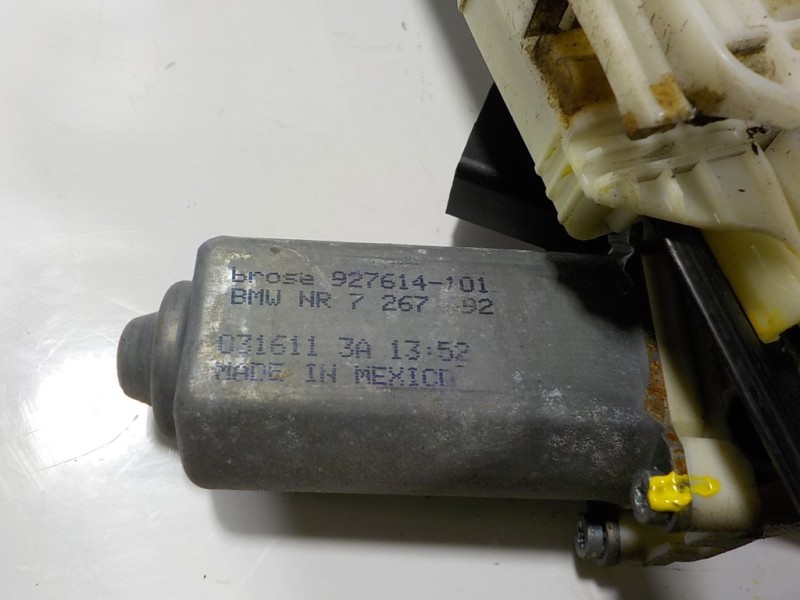 brose 927614-101
BMW NR 7 267 92
031611 3A 13:52
MADE IN MEXICO